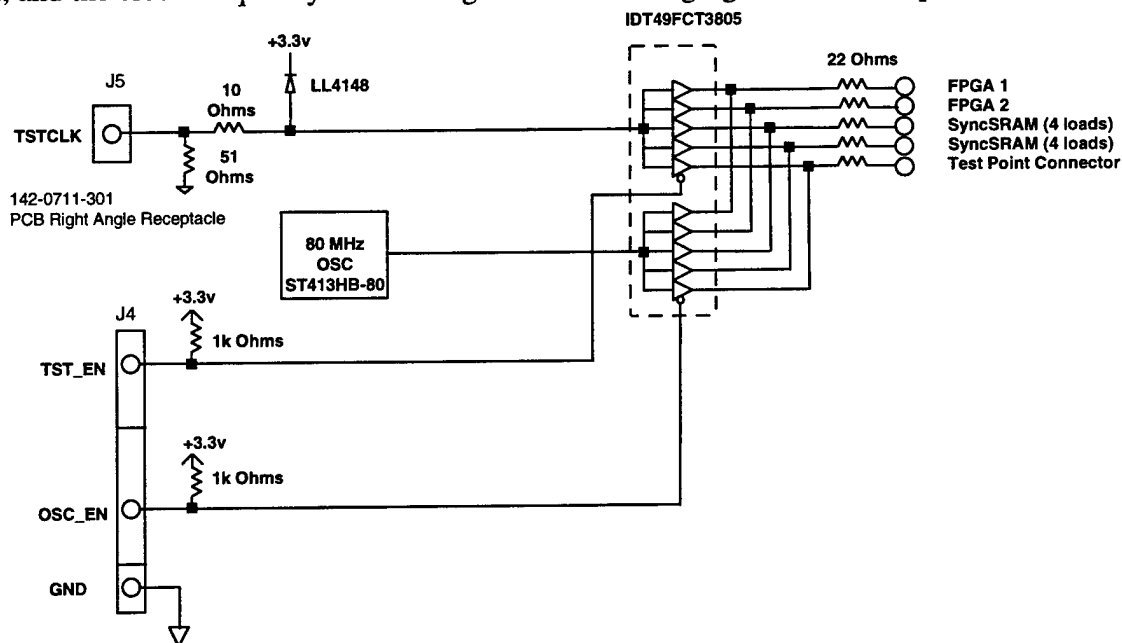 IDT49FCT3805
+3.3v
22 Ohms
J5
LL4148
10
Ohms
FPGA 1
FPGA 2
TSTCLK
SyncSRAM (4 loads)
SyncSRAM (4 loads)
51
Ohms
Test Point Connector
142-0711-301
PCB Right Angle Receptacle
80 MHz
OSC
ST413HB-80
+3.3v
J4
1k Ohms
TST_EN
+3.3v
1k Ohms
OSC_EN
GND